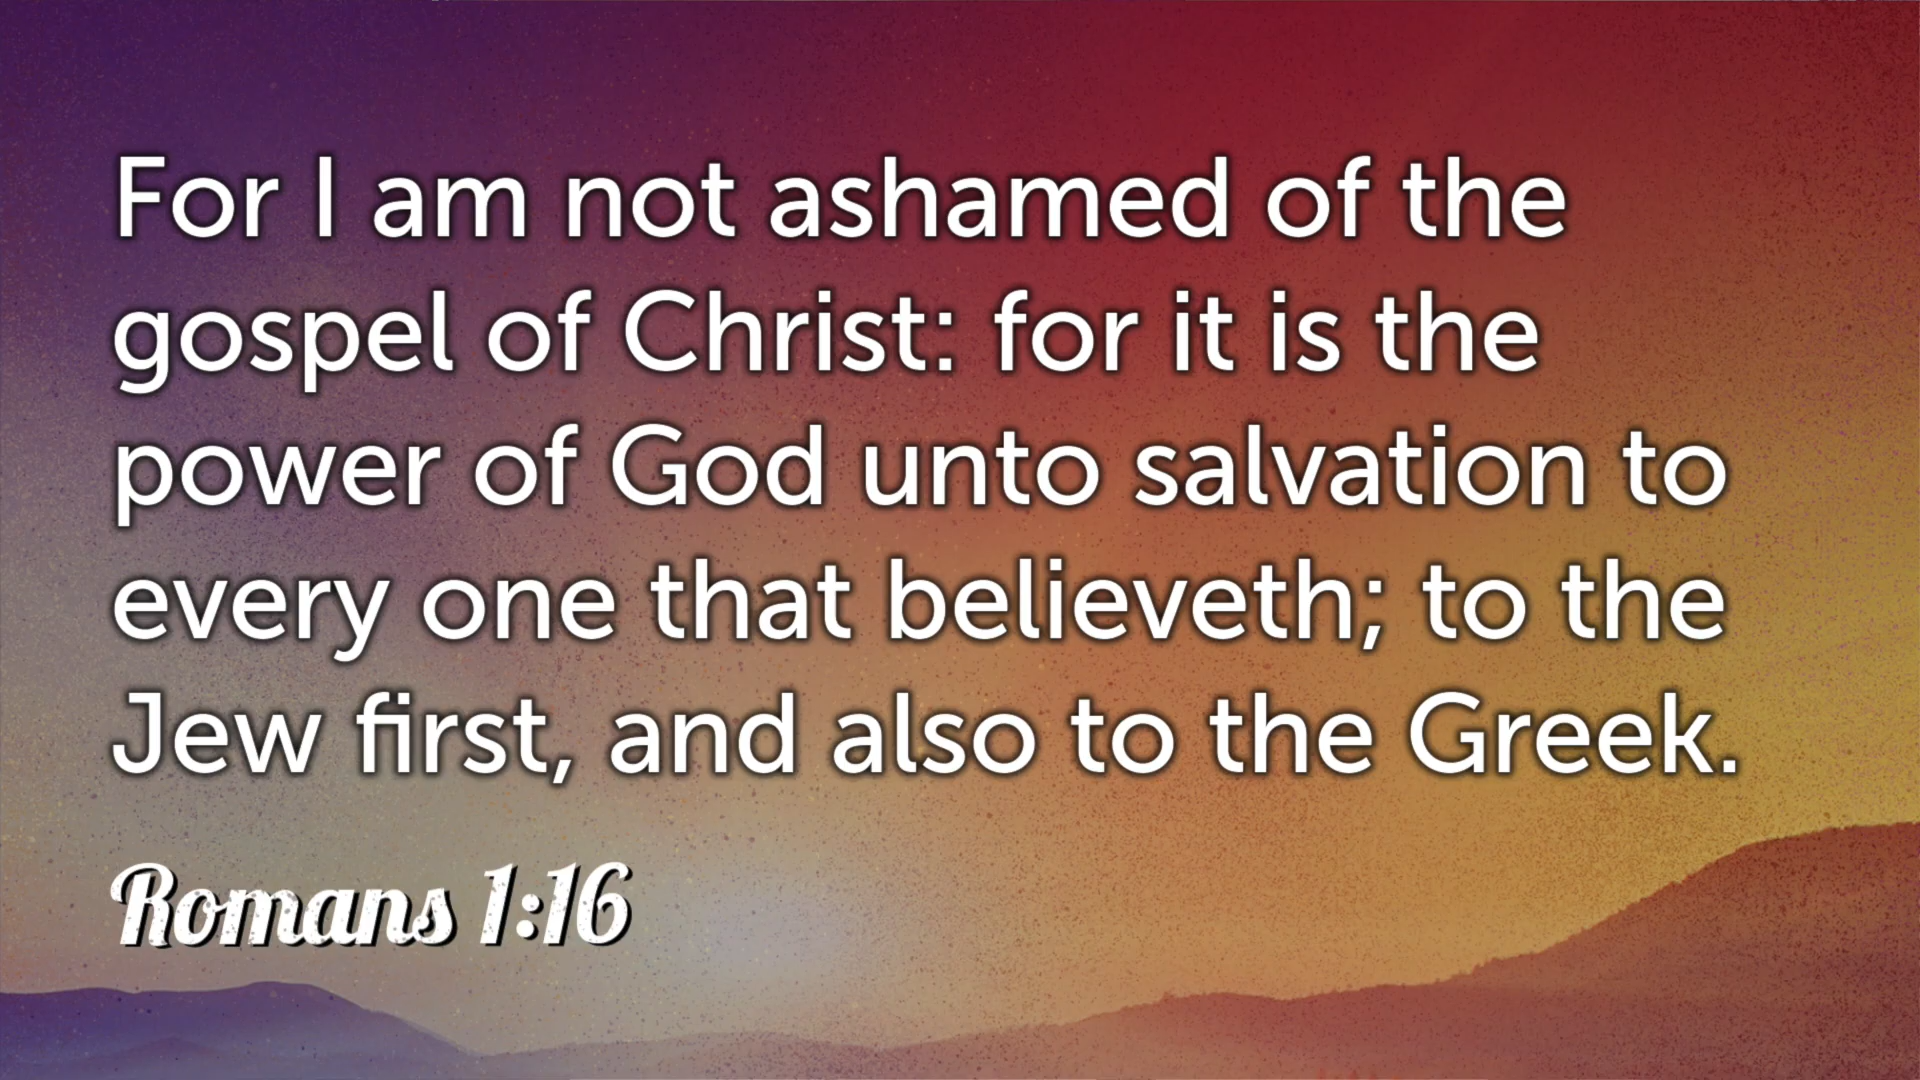 For I am not ashamed of the
gospel of Christ: for it is the
power of God unto salvation to
every one that believeth; to the
Jew first, and also to the Greek.
Romans 1:16